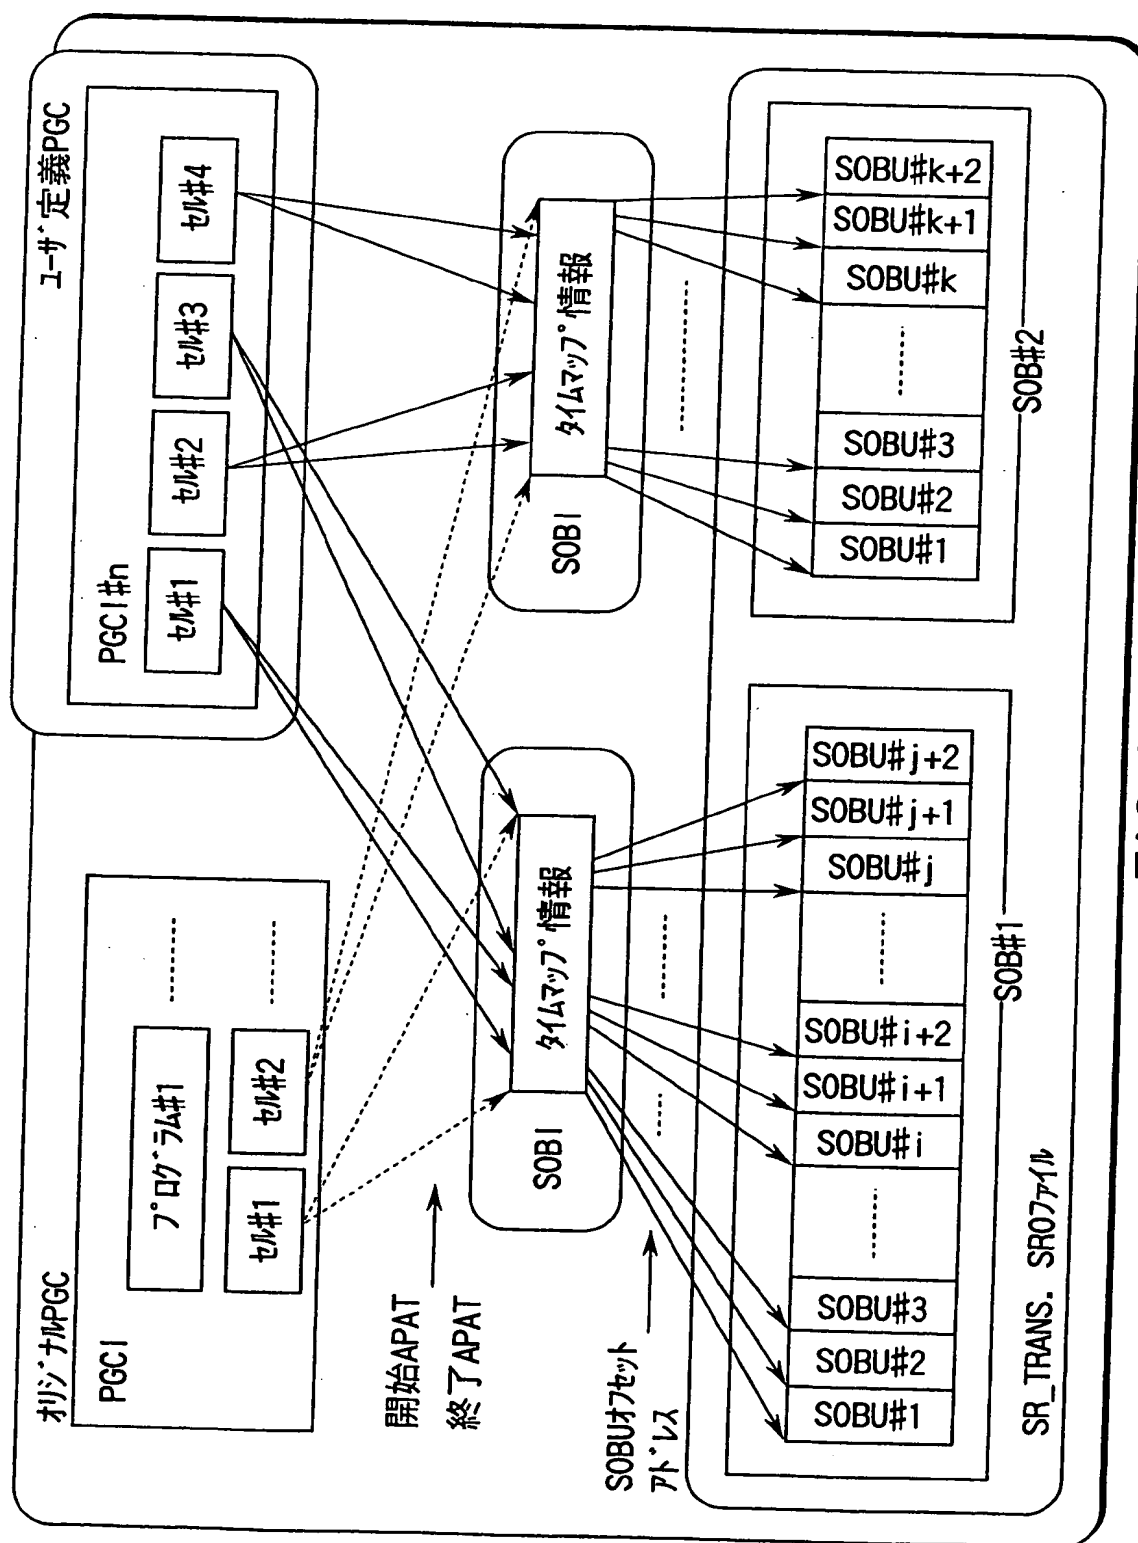 オリジナルPGC
PGCI
プログラム#1
………
セル#1
セル#2
………
ユーザ定義PGC
PGCI#n
セル#1
セル#2
セル#3
セル#4
開始APAT
終了APAT
SOBI
タイムマップ情報
SOBI
タイムマップ情報
SOBUオフセット
アドレス
SOBU#1
SOBU#2
SOBU#3
………
SOBU#i
SOBU#i+1
SOBU#i+2
………
SOBU#j
SOBU#j+1
SOBU#j+2
SOB#1
SOBU#1
SOBU#2
SOBU#3
………
SOBU#k
SOBU#k+1
SOBU#k+2
SOB#2
SR_TRANS. SROファイル